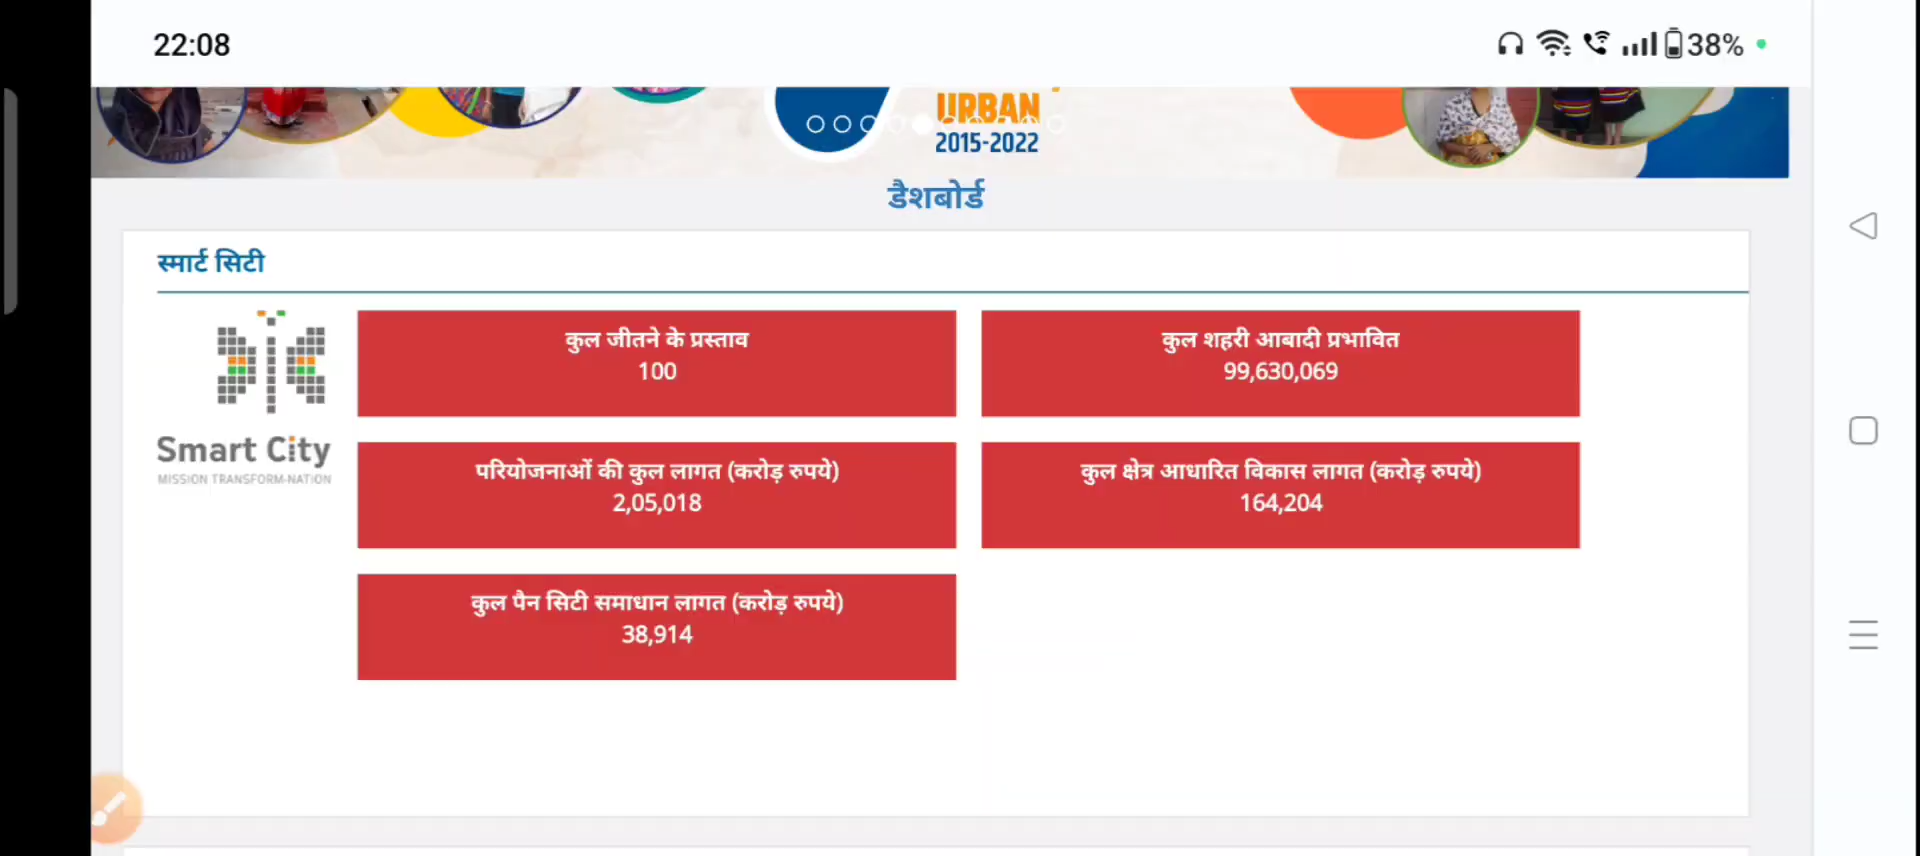 22:08
38%
URBAN
2015-2022
डैशबोर्ड
स्मार्ट सिटी
कुल जीतने के प्रस्ताव
100
कुल शहरी आबादी प्रभावित
99,630,069
Smart City
MISSION TRANSFORM-NATION
परियोजनाओं की कुल लागत (करोड़ रुपये)
2,05,018
कुल क्षेत्र आधारित विकास लागत (करोड़ रुपये)
164,204
कुल पैन सिटी समाधान लागत (करोड़ रुपये)
38,914